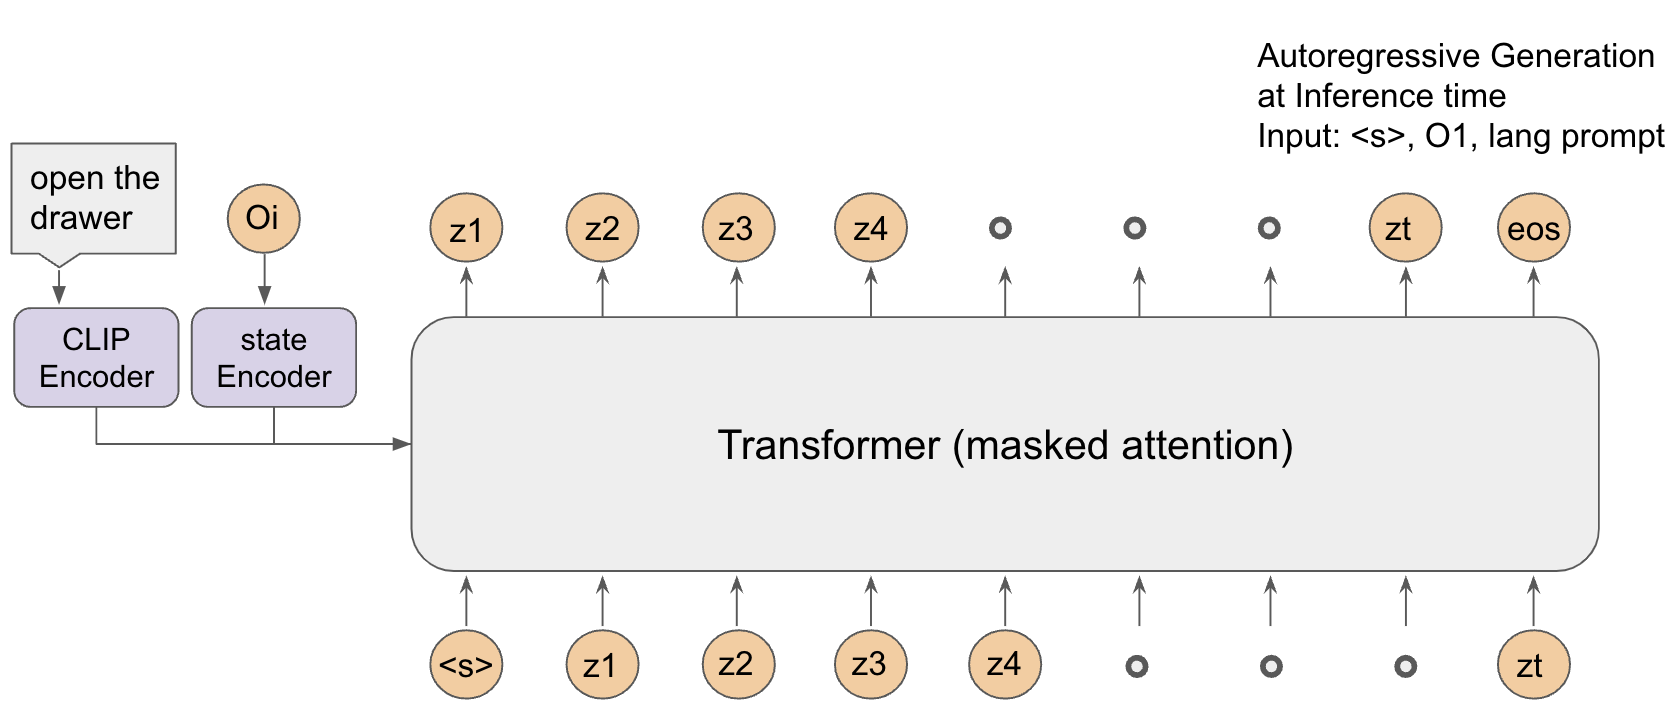 Autoregressive Generation
at Inference time
Input: <s>, O1, lang prompt
open the
drawer
Oi
z1
z2
z3
z4
zt
eos
CLIP
Encoder
state
Encoder
Transformer (masked attention)
<s>
z1
z2
z3
z4
zt